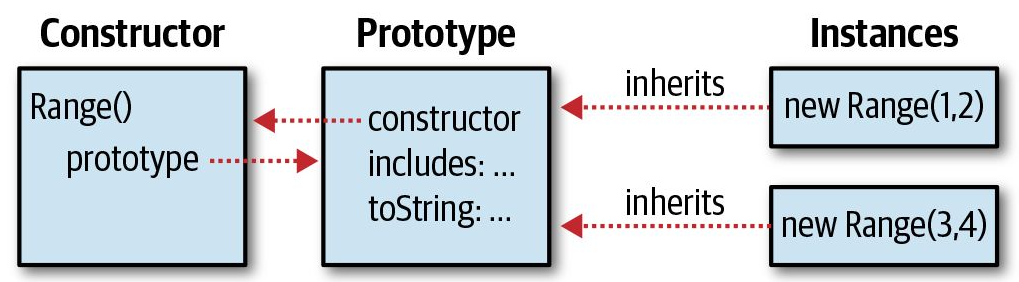 Constructor
Prototype
Instances
Range()
prototype
constructor
includes: ...
toString: ...
inherits
new Range(1,2)
inherits
new Range(3,4)